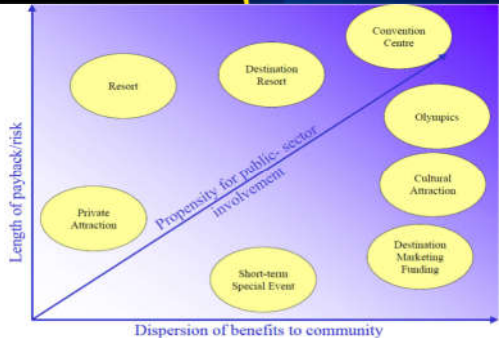 Convention
Centre
Destination
Resort
Resort
Olympics
Propensity for public- sector
involvement
Cultural
Attraction
Private
Attraction
Destination
Marketing
Funding
Short-term
Special Event
Length of payback/risk
Dispersion of benefits to community